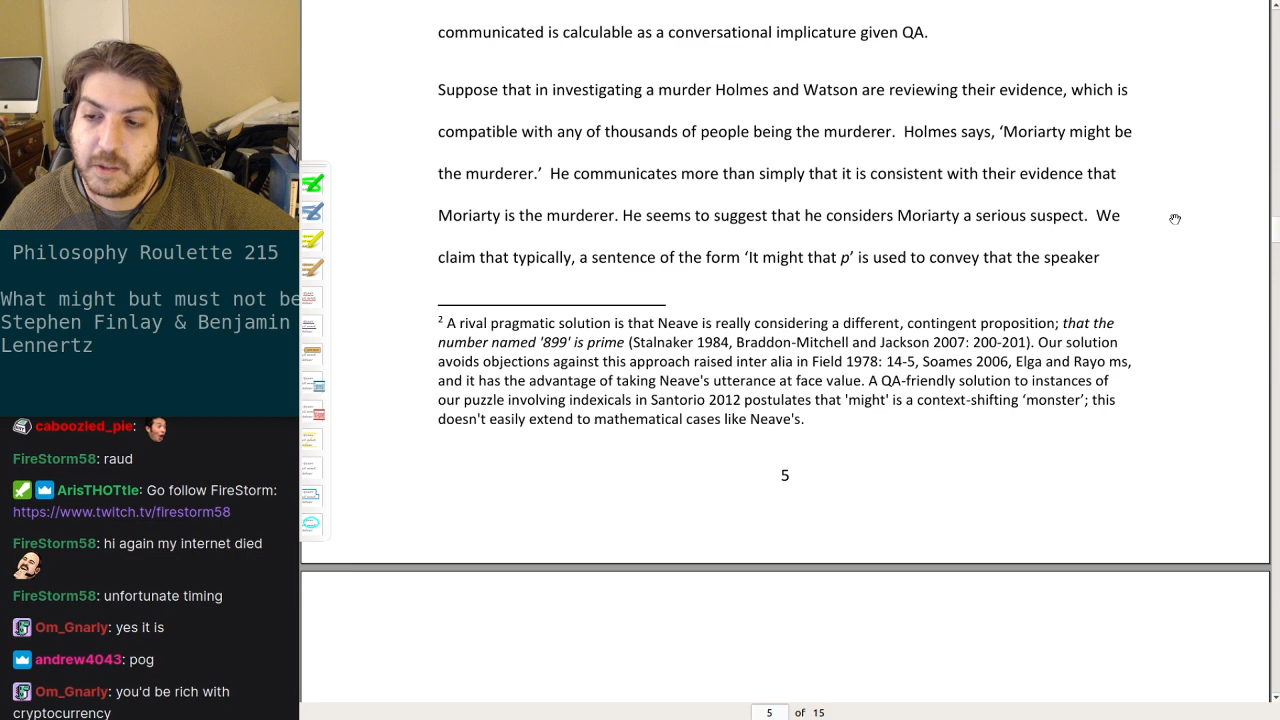 communicated is calculable as a conversational implicature given QA.
Suppose that in investigating a murder Holmes and Watson are reviewing their evidence, which is
compatible with any of thousands of people being the murderer.  Holmes says, ‘Moriarty might be
the murderer.’  He communicates more than simply that it is consistent with their evidence that
Moriarty is the murderer. He seems to suggest that he considers Moriarty a serious suspect.  We
claim that typically, a sentence of the form ‘It might that p’ is used to convey that the speaker
2 A rival pragmatic solution is that Neave is really considering a different, contingent proposition; that the
number named '899' is prime (Stalnaker 1984, Braddon-Mitchell and Jackson 2007: 200-201). Our solution
avoids objections against this approach raised inter alia in Field 1978: 14-5, Soames 2006, Elga and Rayo ms,
and it has the advantage of taking Neave's utterance at face value. A QA-friendly solution to instances of
our puzzle involving indexicals in Santorio 2012 postulates that 'might' is a context-shifting ‘monster’; this
doesn't easily extend to mathematical cases like Neave's.
5
5 of 15
Philosophy Roulette 215
What might but must not be
Stephen Finlay & Benjamin
Lennertz
caboozled_pie:
FireStorm58: raud
ArisTHOTtle: Go follow FireStorm:
https://www.twitch.tv/firestorm58
FireStorm58: hi again my internet died
FireStorm58: unfortunate timing
Om_Gnarly: yes it is
andrew4043: pog
Om_Gnarly: you'd be rich with
cryptocurrency